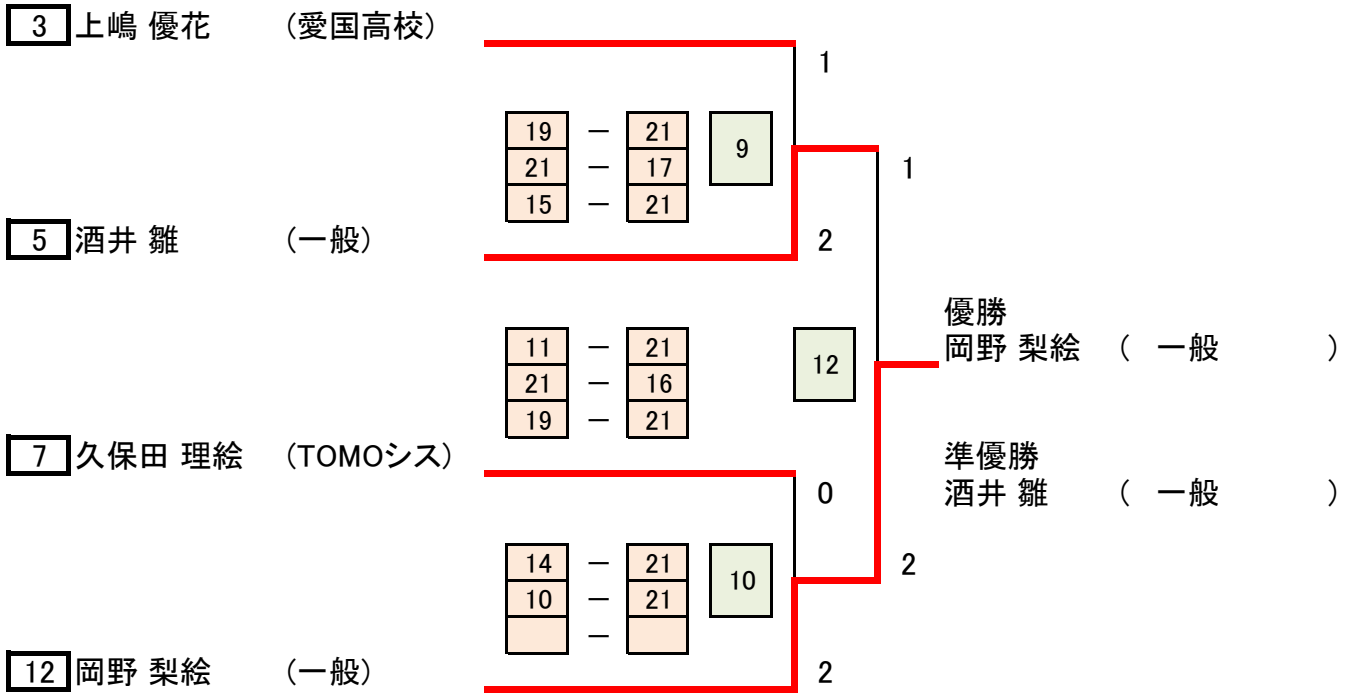 3 上嶋 優花 (愛国高校)
1
19 － 21 9
21 － 17
1
15 － 21
5 酒井 雛 (一般)
2
優勝
11 － 21 12
岡野 梨絵 ( 一般 )
21 － 16
19 － 21
7 久保田 理絵 (TOMOシス)
準優勝
0
酒井 雛 ( 一般 )
14 － 21 10
2
10 － 21
－
12 岡野 梨絵 (一般)
2